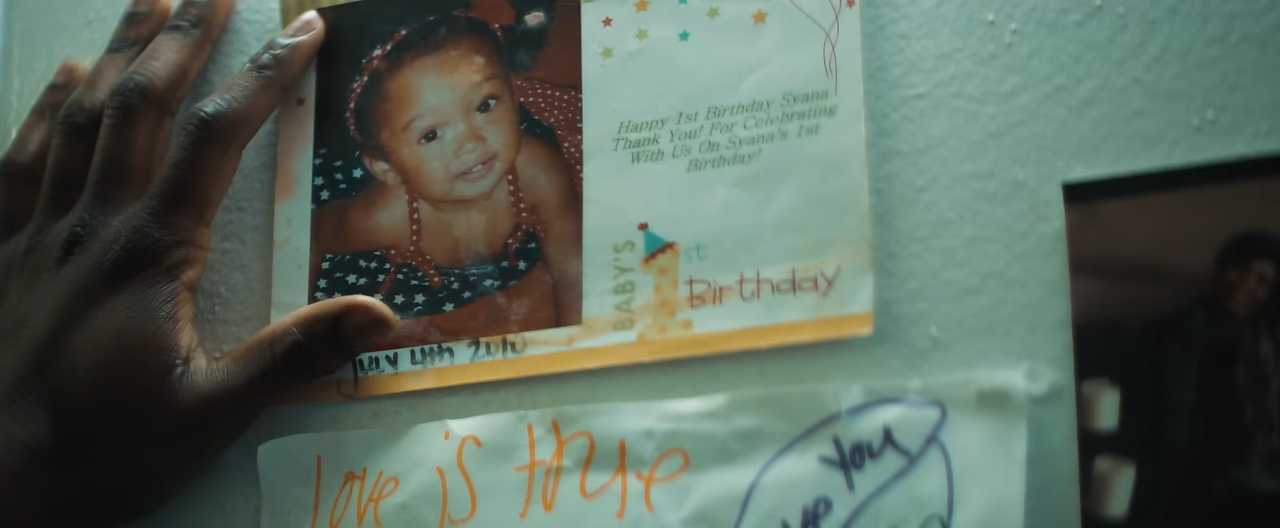 Happy 1st Birthday Syana
Thank You! For Celebrating
With Us On Syana's 1st
Birthday!
BABY'S
1st
Birthday
July 4th 2010
love is true
you